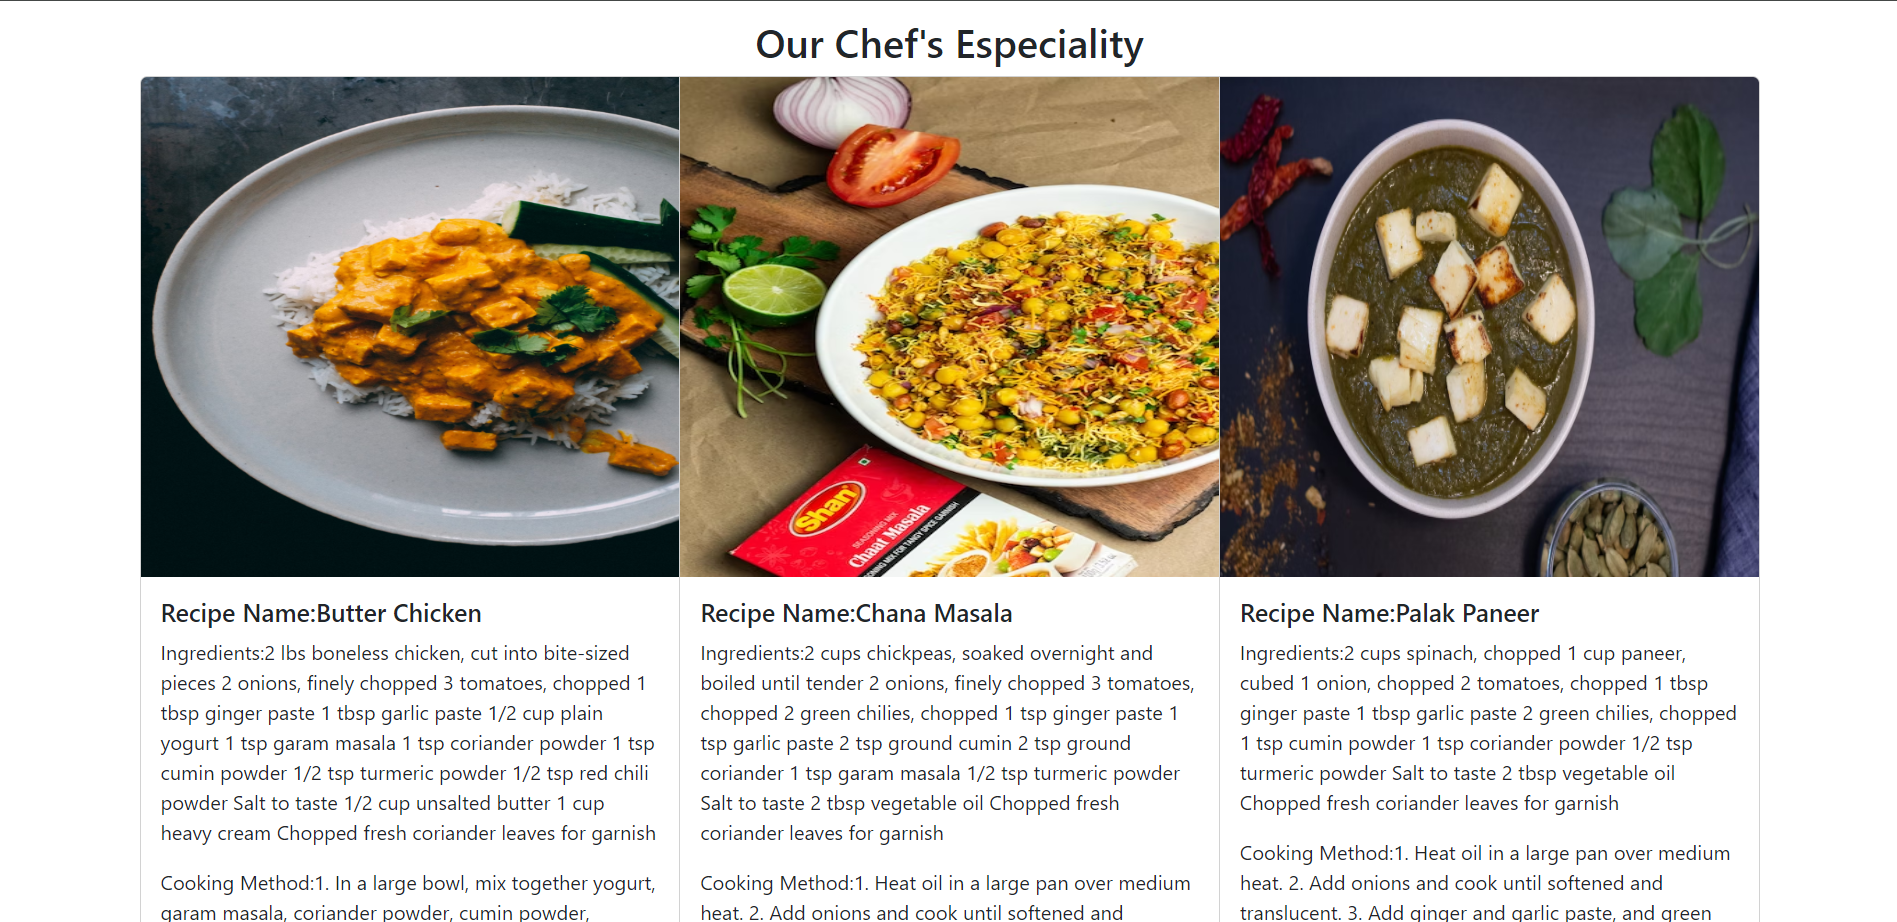 Our Chef's Especiality
Shan
SEASONING MIX
Chaat Masala
Recipe Name:Butter Chicken
Ingredients:2 lbs boneless chicken, cut into bite-sized
pieces 2 onions, finely chopped 3 tomatoes, chopped 1
tbsp ginger paste 1 tbsp garlic paste 1/2 cup plain
yogurt 1 tsp garam masala 1 tsp coriander powder 1 tsp
cumin powder 1/2 tsp turmeric powder 1/2 tsp red chili
powder Salt to taste 1/2 cup unsalted butter 1 cup
heavy cream Chopped fresh coriander leaves for garnish
Cooking Method:1. In a large bowl, mix together yogurt,
garam masala, coriander powder, cumin powder,
Recipe Name:Chana Masala
Ingredients:2 cups chickpeas, soaked overnight and
boiled until tender 2 onions, finely chopped 3 tomatoes,
chopped 2 green chilies, chopped 1 tsp ginger paste 1
tsp garlic paste 2 tsp ground cumin 2 tsp ground
coriander 1 tsp garam masala 1/2 tsp turmeric powder
Salt to taste 2 tbsp vegetable oil Chopped fresh
coriander leaves for garnish
Cooking Method:1. Heat oil in a large pan over medium
heat. 2. Add onions and cook until softened and
Recipe Name:Palak Paneer
Ingredients:2 cups spinach, chopped 1 cup paneer,
cubed 1 onion, chopped 2 tomatoes, chopped 1 tbsp
ginger paste 1 tbsp garlic paste 2 green chilies, chopped
1 tsp cumin powder 1 tsp coriander powder 1/2 tsp
turmeric powder Salt to taste 2 tbsp vegetable oil
Chopped fresh coriander leaves for garnish
Cooking Method:1. Heat oil in a large pan over medium
heat. 2. Add onions and cook until softened and
translucent. 3. Add ginger and garlic paste, and green